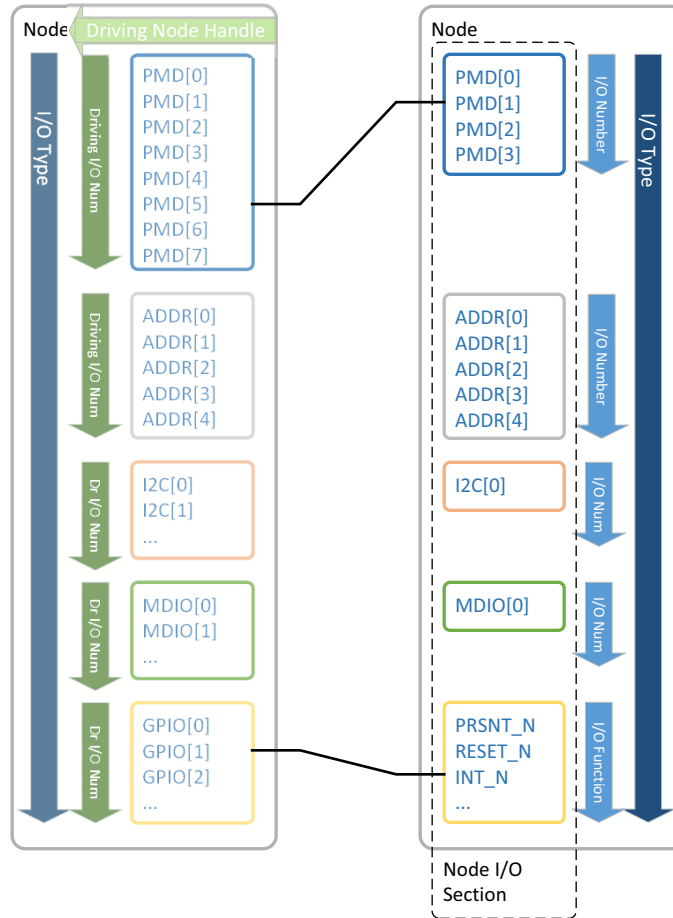 Node
Driving Node Handle
I/O Type
Driving I/O Num
PMD[0]
PMD[1]
PMD[2]
PMD[3]
PMD[4]
PMD[5]
PMD[6]
PMD[7]
Driving I/O Num
ADDR[0]
ADDR[1]
ADDR[2]
ADDR[3]
ADDR[4]
Dr I/O Num
I2C[0]
I2C[1]
...
Dr I/O Num
MDIO[0]
MDIO[1]
...
Dr I/O Num
GPIO[0]
GPIO[1]
GPIO[2]
...
Node
PMD[0]
PMD[1]
PMD[2]
PMD[3]
I/O Number
I/O Type
ADDR[0]
ADDR[1]
ADDR[2]
ADDR[3]
ADDR[4]
I/O Number
I2C[0]
I/O Num
MDIO[0]
I/O Num
PRSNT_N
RESET_N
INT_N
...
I/O Function
Node I/O
Section